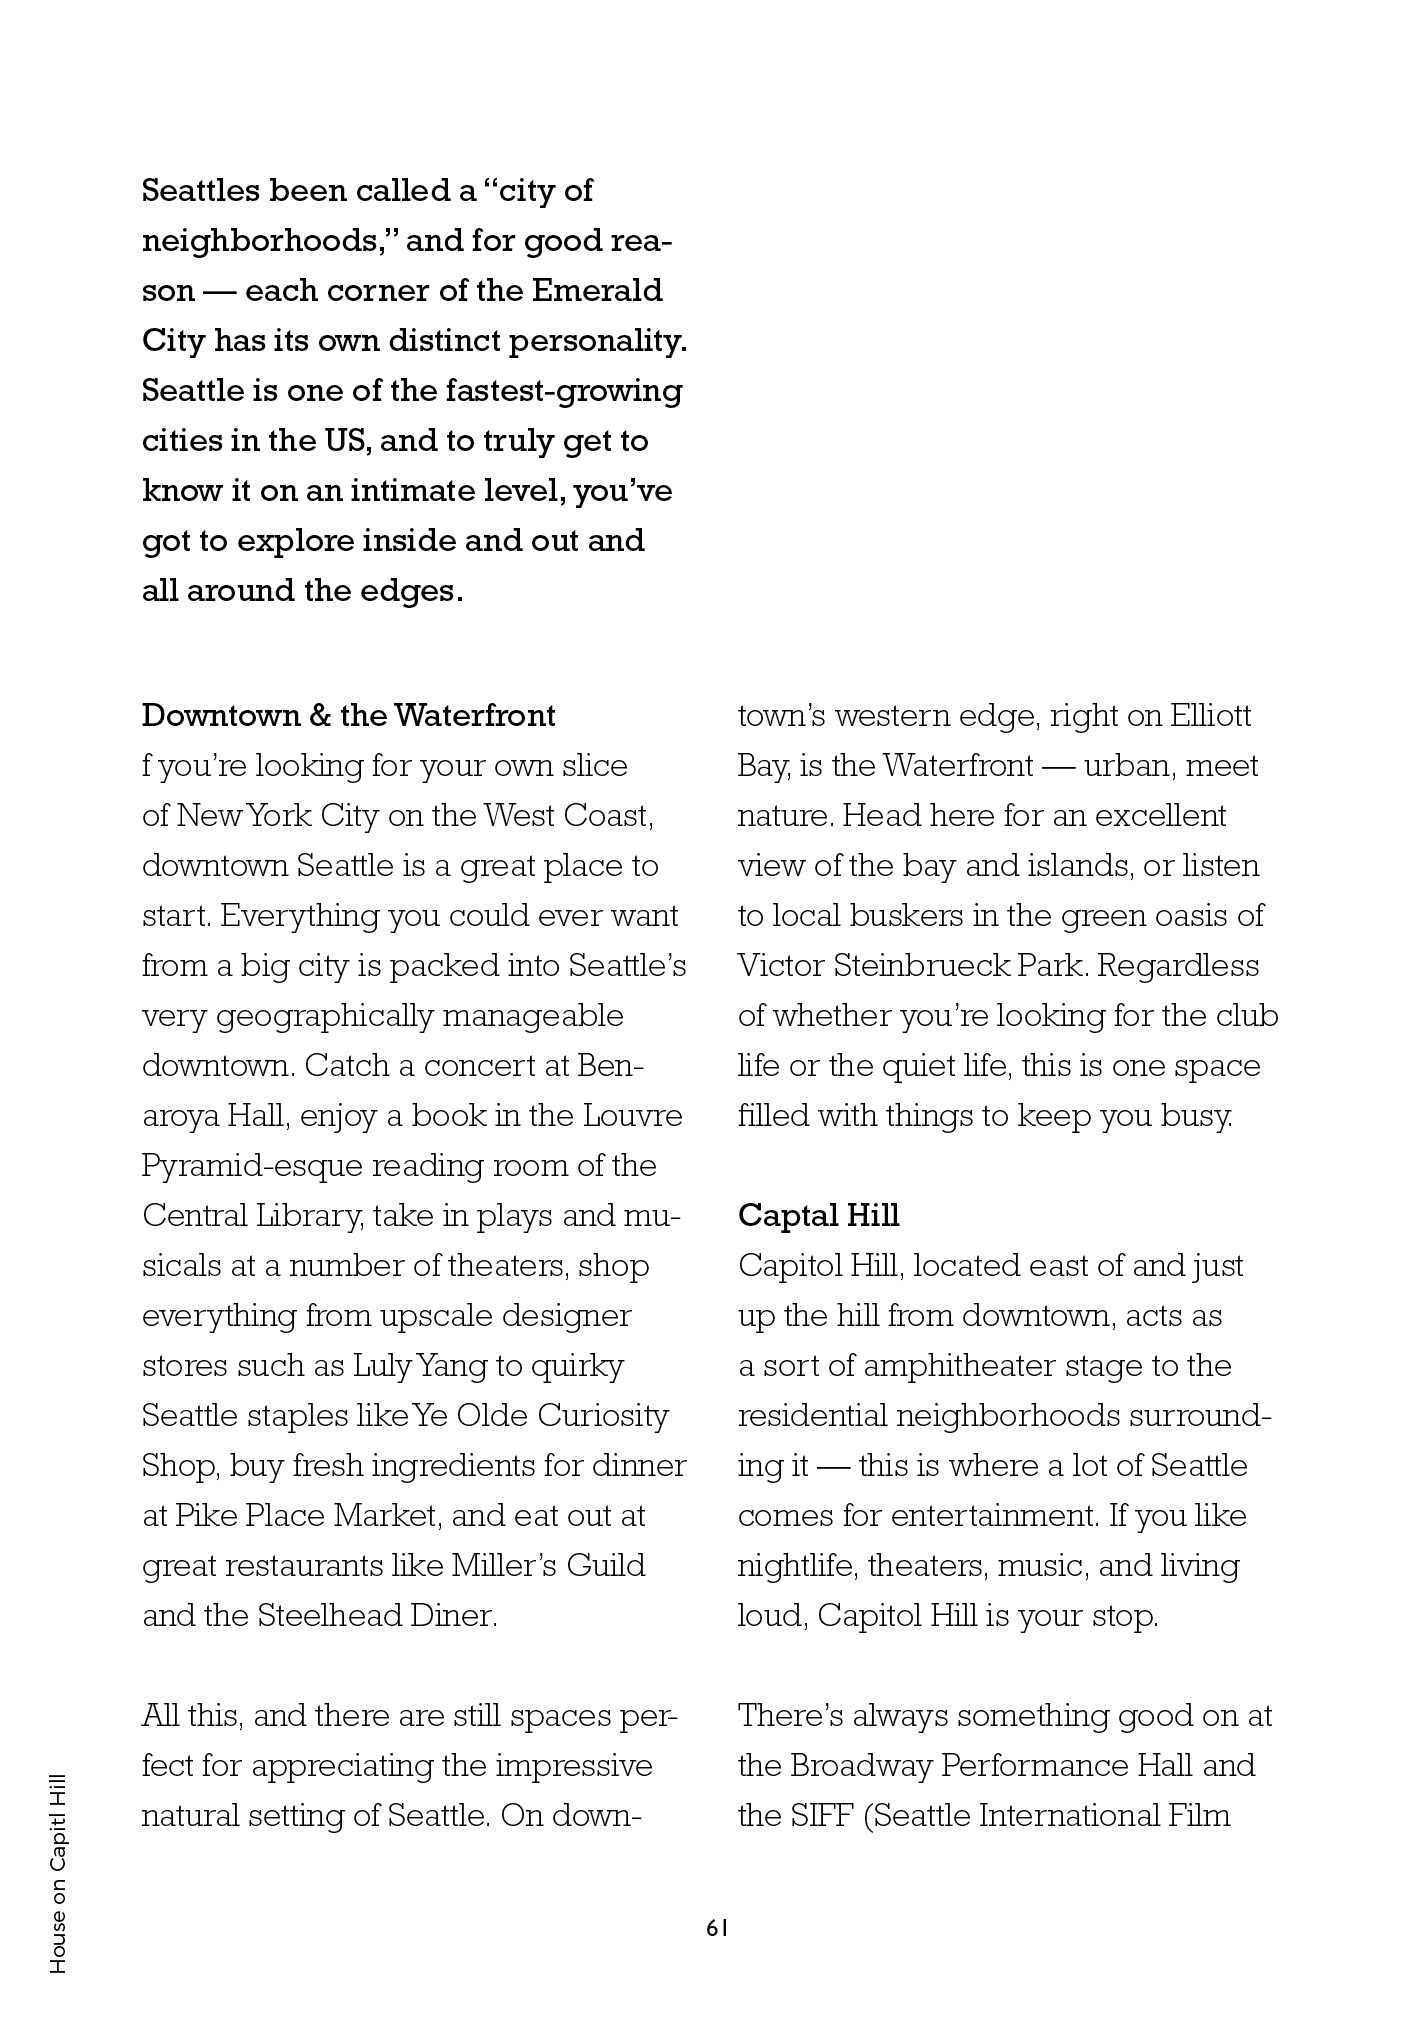 Seattles been called a “city of
neighborhoods,” and for good rea-
son — each corner of the Emerald
City has its own distinct personality.
Seattle is one of the fastest-growing
cities in the US, and to truly get to
know it on an intimate level, you’ve
got to explore inside and out and
all around the edges.
Downtown & the Waterfront
f you’re looking for your own slice
of New York City on the West Coast,
downtown Seattle is a great place to
start. Everything you could ever want
from a big city is packed into Seattle’s
very geographically manageable
downtown. Catch a concert at Ben-
aroya Hall, enjoy a book in the Louvre
Pyramid-esque reading room of the
Central Library, take in plays and mu-
sicals at a number of theaters, shop
everything from upscale designer
stores such as Luly Yang to quirky
Seattle staples like Ye Olde Curiosity
Shop, buy fresh ingredients for dinner
at Pike Place Market, and eat out at
great restaurants like Miller’s Guild
and the Steelhead Diner.
All this, and there are still spaces per-
fect for appreciating the impressive
natural setting of Seattle. On down-
town’s western edge, right on Elliott
Bay, is the Waterfront — urban, meet
nature. Head here for an excellent
view of the bay and islands, or listen
to local buskers in the green oasis of
Victor Steinbrueck Park. Regardless
of whether you’re looking for the club
life or the quiet life, this is one space
filled with things to keep you busy.
Captal Hill
Capitol Hill, located east of and just
up the hill from downtown, acts as
a sort of amphitheater stage to the
residential neighborhoods surround-
ing it — this is where a lot of Seattle
comes for entertainment. If you like
nightlife, theaters, music, and living
loud, Capitol Hill is your stop.
There’s always something good on at
the Broadway Performance Hall and
the SIFF (Seattle International Film
House on Capitl Hill
61